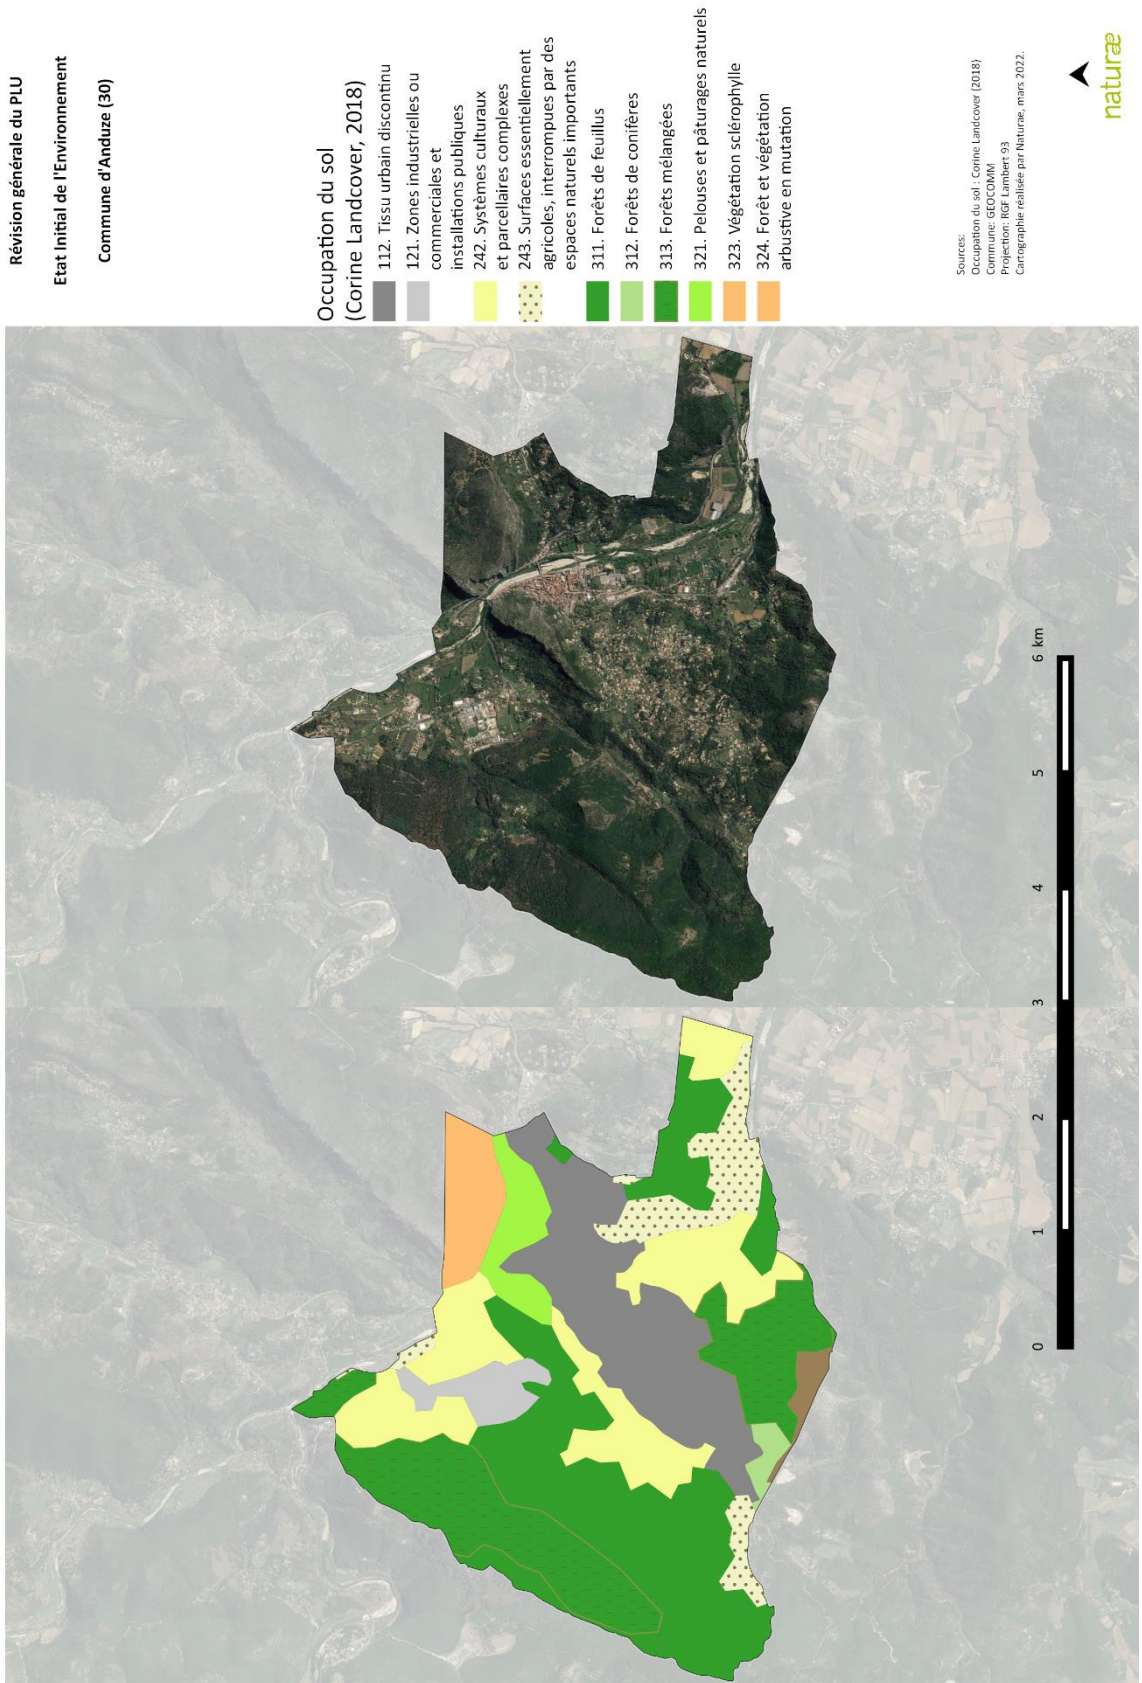 Révision générale du PLU
Etat Initial de l'Environnement
Commune d'Anduze (30)
Occupation du sol
(Corine Landcover, 2018)
112. Tissu urbain discontinu
121. Zones industrielles ou
commerciales et
installations publiques
242. Systèmes culturaux
et parcellaires complexes
243. Surfaces essentiellement
agricoles, interrompues par des
espaces naturels importants
311. Forêts de feuillus
312. Forêts de conifères
313. Forêts mélangées
321. Pelouses et pâturages naturels
323. Végétation sclérophylle
324. Forêt et végétation
arbustive en mutation
Sources:
Occupation du sol : Corine Landcover (2018)
Commune: GEOCOMM
Projection: RGF Lambert 93
Cartographie réalisée par Naturae, mars 2022.
naturæ
0 1 2 3 4 5 6 km